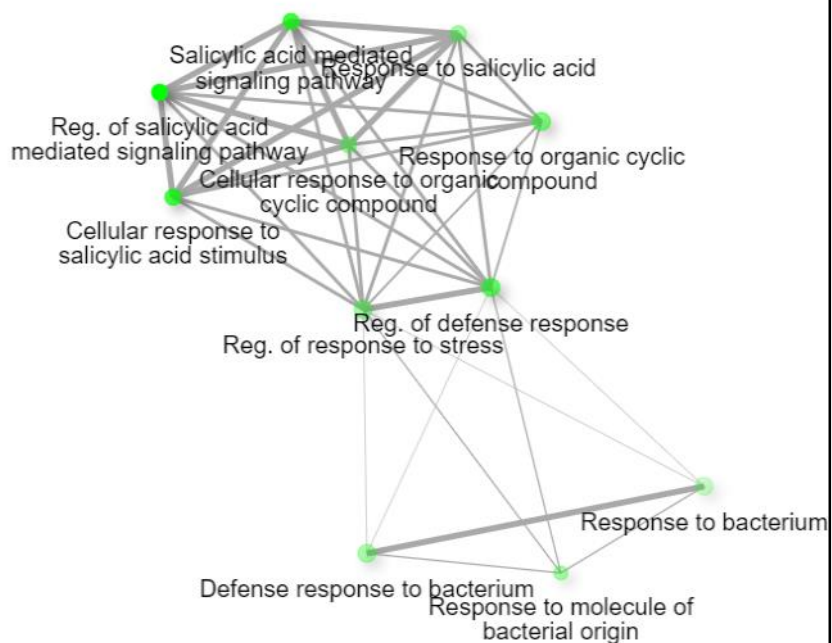 Salicylic acid mediated
signaling pathway
Response to salicylic acid
Reg. of salicylic acid
mediated signaling pathway
Response to organic cyclic
compound
Cellular response to organic
cyclic compound
Cellular response to
salicylic acid stimulus
Reg. of defense response
Reg. of response to stress
Response to bacterium
Defense response to bacterium
Response to molecule of
bacterial origin